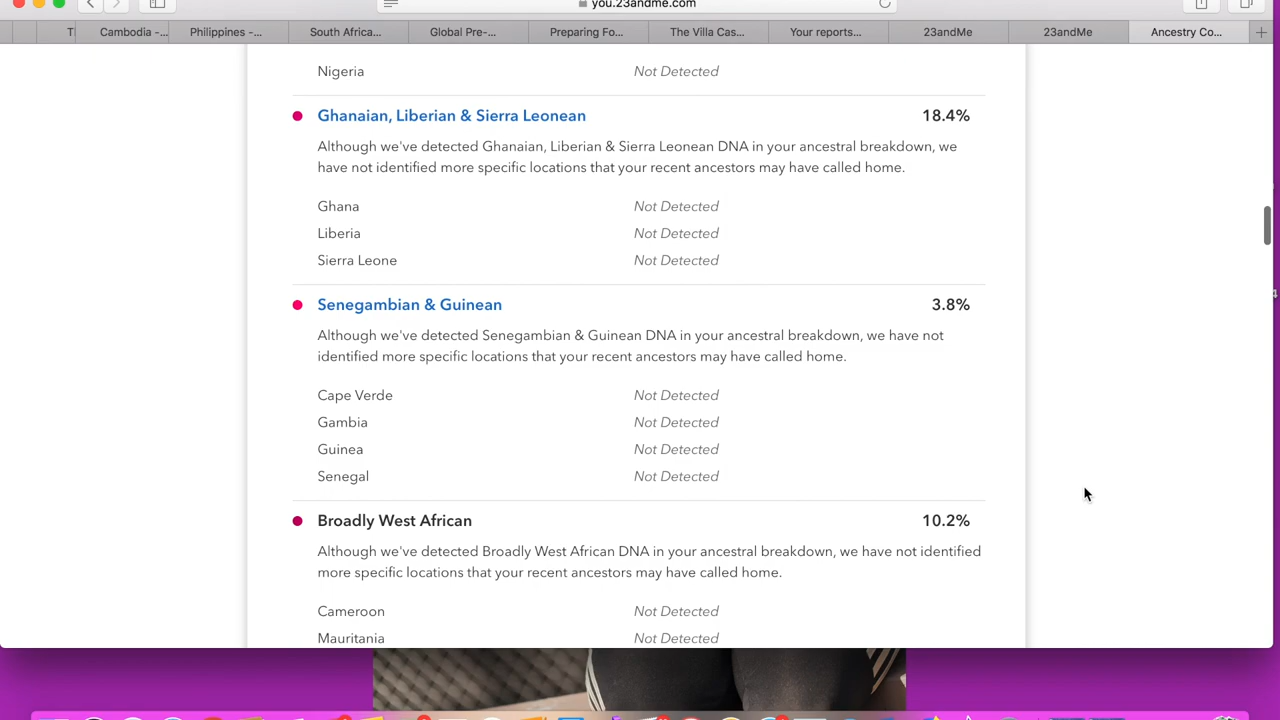 you.23andme.com
Cambodia -... Philippines -... South Africa... Global Pre-... Preparing Fo... The Villa Cas... Your reports... 23andMe 23andMe Ancestry Co...
Nigeria Not Detected
Ghanaian, Liberian & Sierra Leonean 18.4%
Although we've detected Ghanaian, Liberian & Sierra Leonean DNA in your ancestral breakdown, we
have not identified more specific locations that your recent ancestors may have called home.
Ghana Not Detected
Liberia Not Detected
Sierra Leone Not Detected
Senegambian & Guinean 3.8%
Although we've detected Senegambian & Guinean DNA in your ancestral breakdown, we have not
identified more specific locations that your recent ancestors may have called home.
Cape Verde Not Detected
Gambia Not Detected
Guinea Not Detected
Senegal Not Detected
Broadly West African 10.2%
Although we've detected Broadly West African DNA in your ancestral breakdown, we have not identified
more specific locations that your recent ancestors may have called home.
Cameroon Not Detected
Mauritania Not Detected